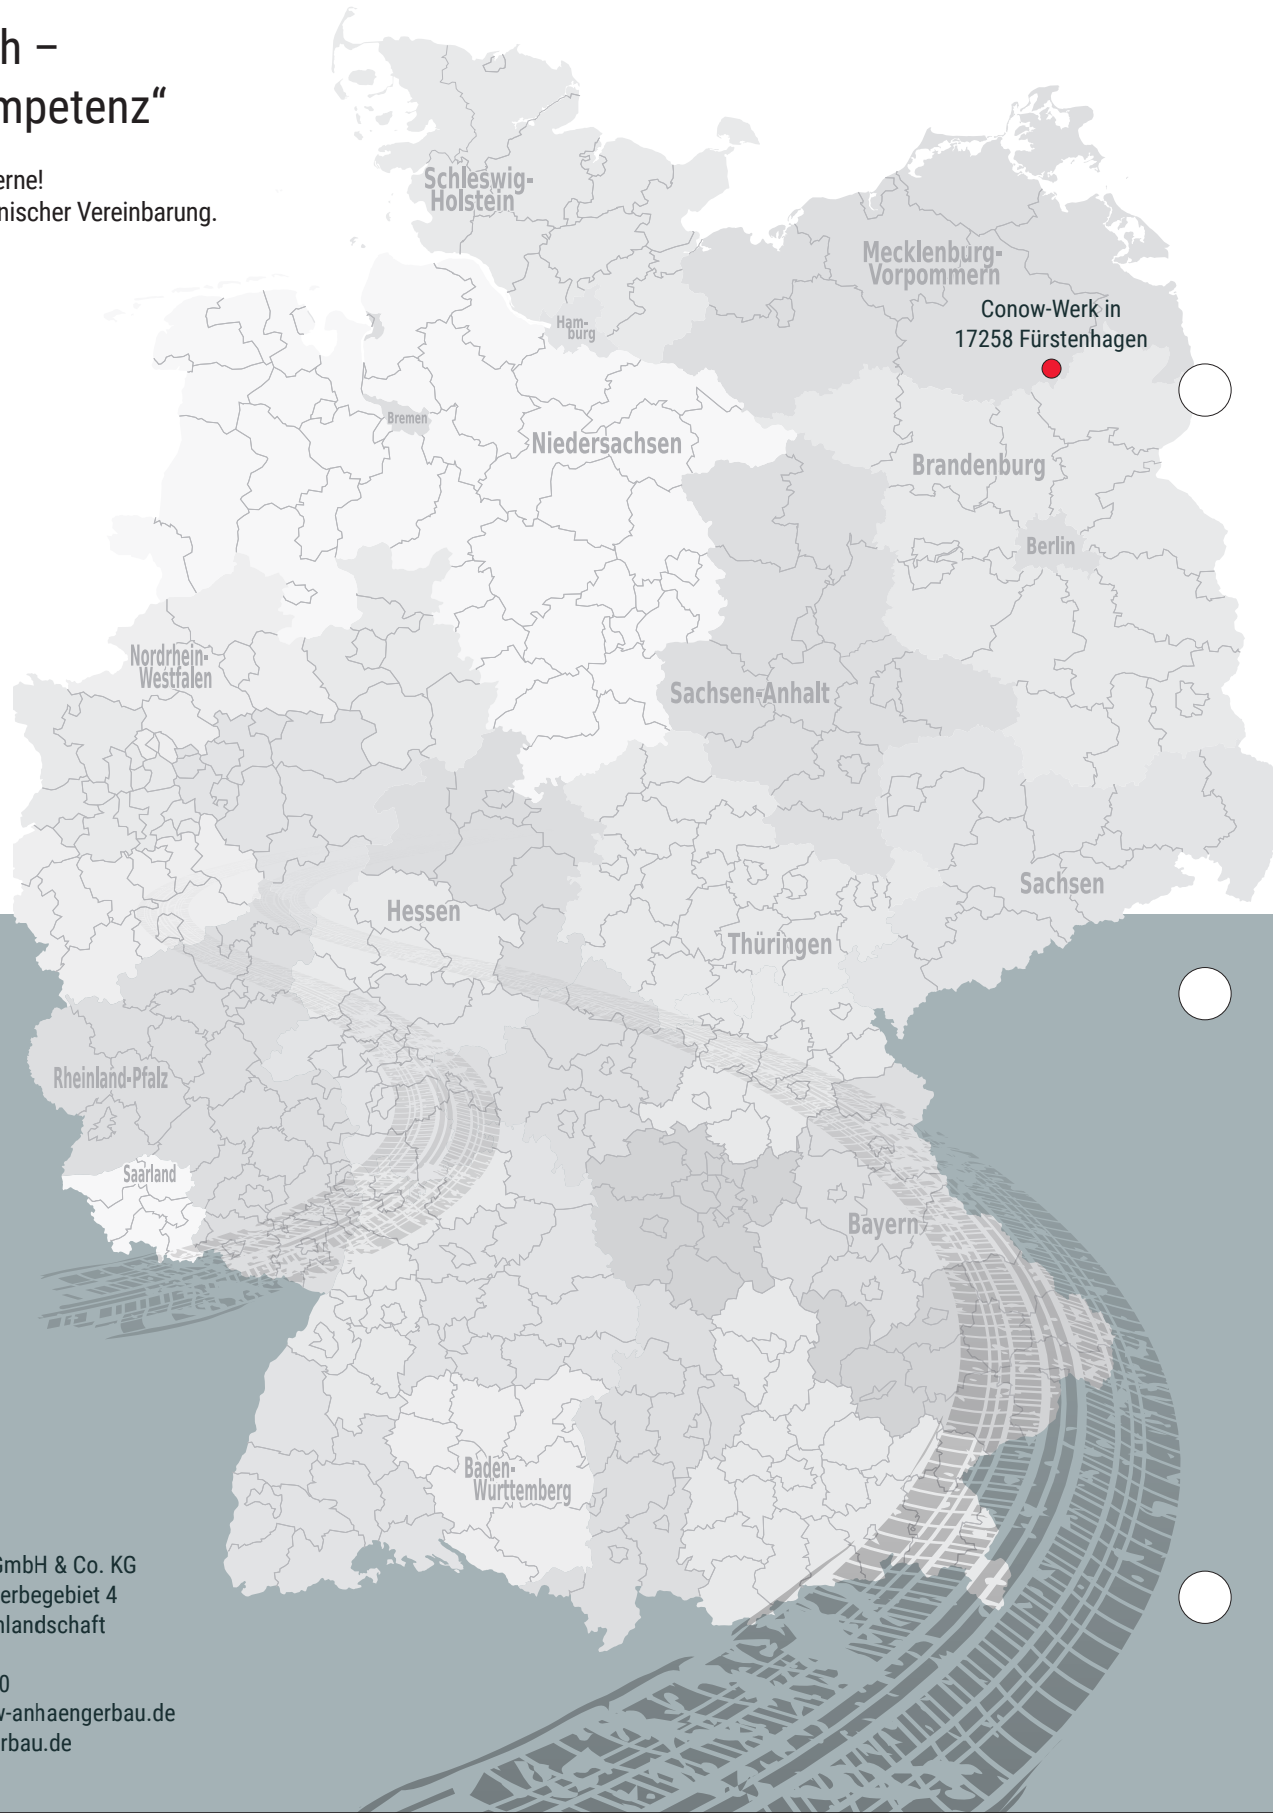 h –
mpetenz“
erne!
nischer Vereinbarung.
Schleswig-
Holstein
Mecklenburg-
Vorpommern
Conow-Werk in
17258 Fürstenhagen
Ham-
burg
Bremen
Niedersachsen
Brandenburg
Berlin
Nordrhein-
Westfalen
Sachsen-Anhalt
Sachsen
Hessen
Thüringen
Rheinland-Pfalz
Saarland
Bayern
Baden-
Württemberg
GmbH & Co. KG
erbegebiet 4
nlandschaft
0
v-anhaengerbau.de
rbau.de